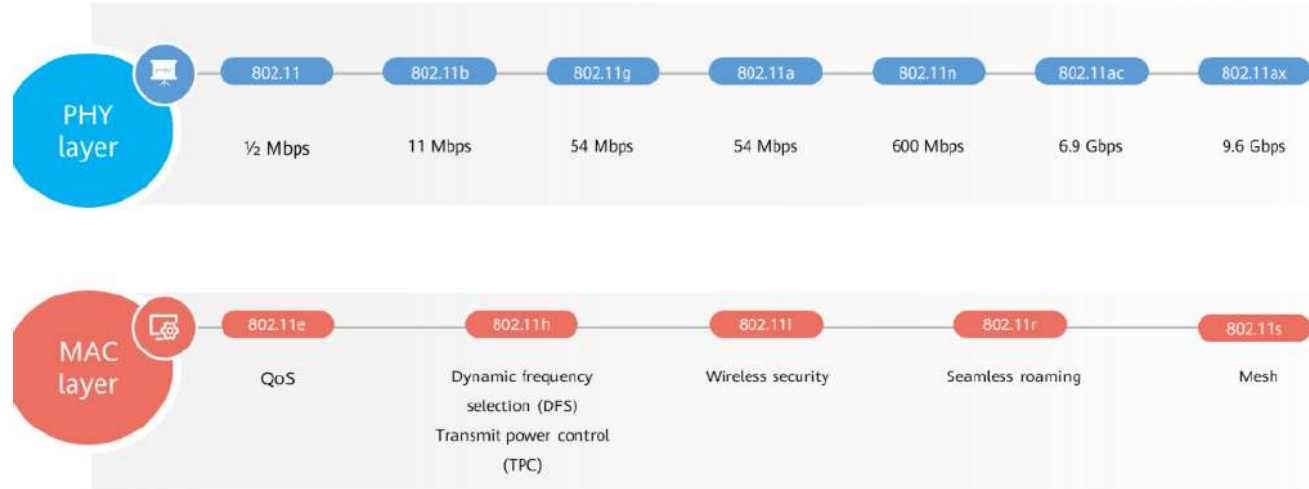 PHY
layer
802.11
802.11b
802.11g
802.11a
802.11n
802.11ac
802.11ax
½ Mbps
11 Mbps
54 Mbps
54 Mbps
600 Mbps
6.9 Gbps
9.6 Gbps
MAC
layer
802.11e
802.11h
802.11l
802.11r
802.11s
QoS
Dynamic frequency
selection (DFS)
Transmit power control
(TPC)
Wireless security
Seamless roaming
Mesh